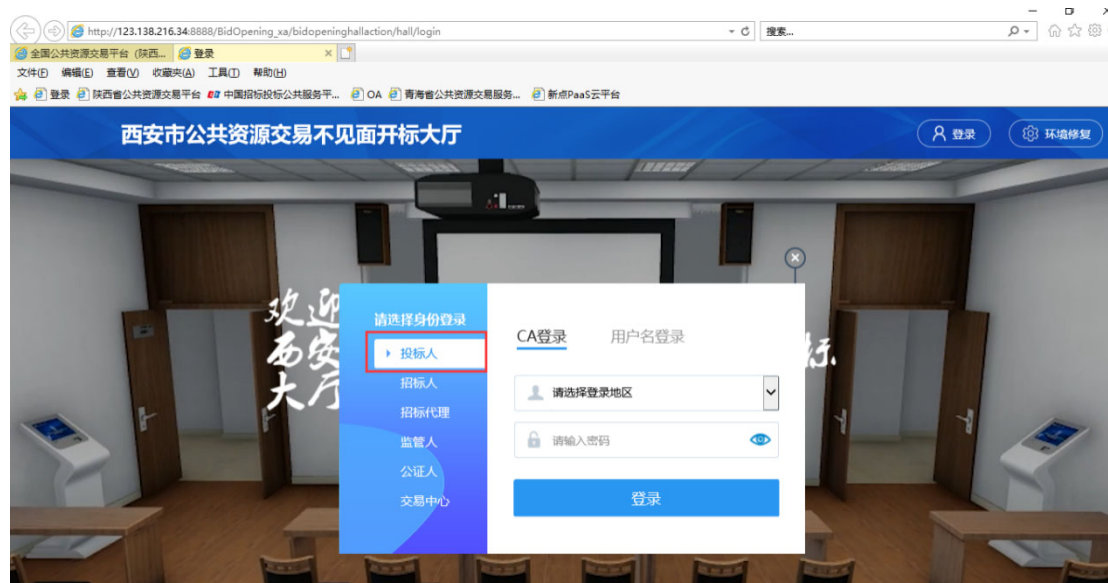 http://123.138.216.34:8888/BidOpening_xa/bidopeninghallaction/hall/login
搜索...
全国公共资源交易平台（陕西...
登录
文件(F) 编辑(E) 查看(V) 收藏夹(A) 工具(T) 帮助(H)
登录 陕西省公共资源交易平台 中国招标投标公共服务平... OA 青海省公共资源交易服务... 新点PaaS云平台
西安市公共资源交易不见面开标大厅
登录
环境修复
欢迎
西安
标
大厅
请选择身份登录
投标人
招标人
招标代理
监管人
公证人
交易中心
CA登录 用户名登录
请选择登录地区
请输入密码
登录